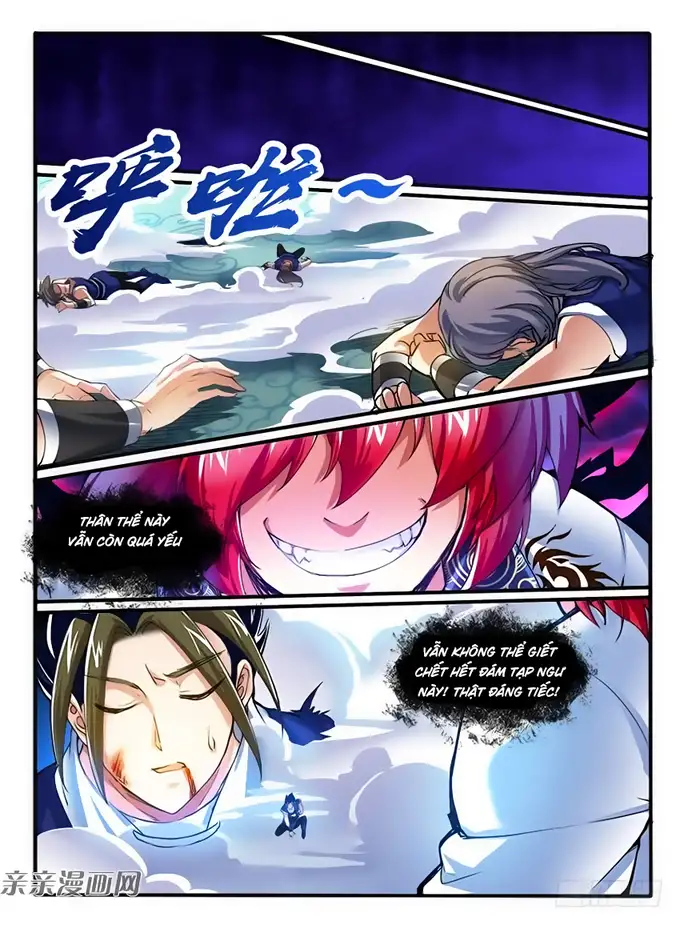 呼啦~
THÂN THỂ NÀY
VẪN CÒN QUÁ YẾU
VẪN KHÔNG THỂ GIẾT
CHẾT HẾT ĐÁM TẠP NGƯ
NÀY! THẬT ĐÁNG TIẾC!
亲亲漫画网